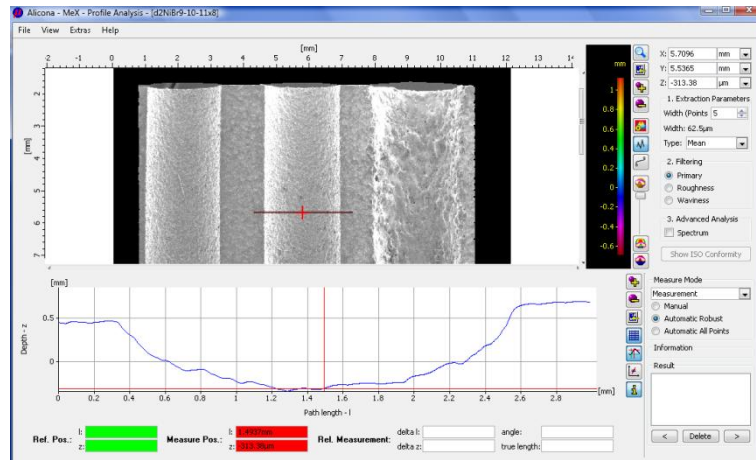 Alicona - MeX - Profile Analysis - [d2NiBr9-10-11x8]
File View Extras Help
[mm]
2 1 0 1 2 3 4 5 6 7 8 9 10 11 12 13 14
[mm]
2
3
4
5
6
7
mm
1
0.8
0.6
0.4
0.2
0
-0.2
-0.4
-0.6
X: 5.7096 mm
Y: 5.5365 mm
Z: -313.38 µm
1. Extraction Parameters
Width (Points 5
Width: 62.5µm
Type: Mean
2. Filtering
Primary
Roughness
Waviness
3. Advanced Analysis
Spectrum
Show ISO Conformity
[mm]
Depth - z
0.5
0
0 0.2 0.4 0.6 0.8 1 1.2 1.4 1.6 1.8 2 2.2 2.4 2.6 2.8
[mm]
Path length - l
Measure Mode
Measurement
Manual
Automatic Robust
Automatic All Points
Information
Result
< Delete >
Ref. Pos.: l: z:
Measure Pos.: l: 1.4937mm z: -313.38µm
Rel. Measurement: delta l: angle:
delta z: true length: